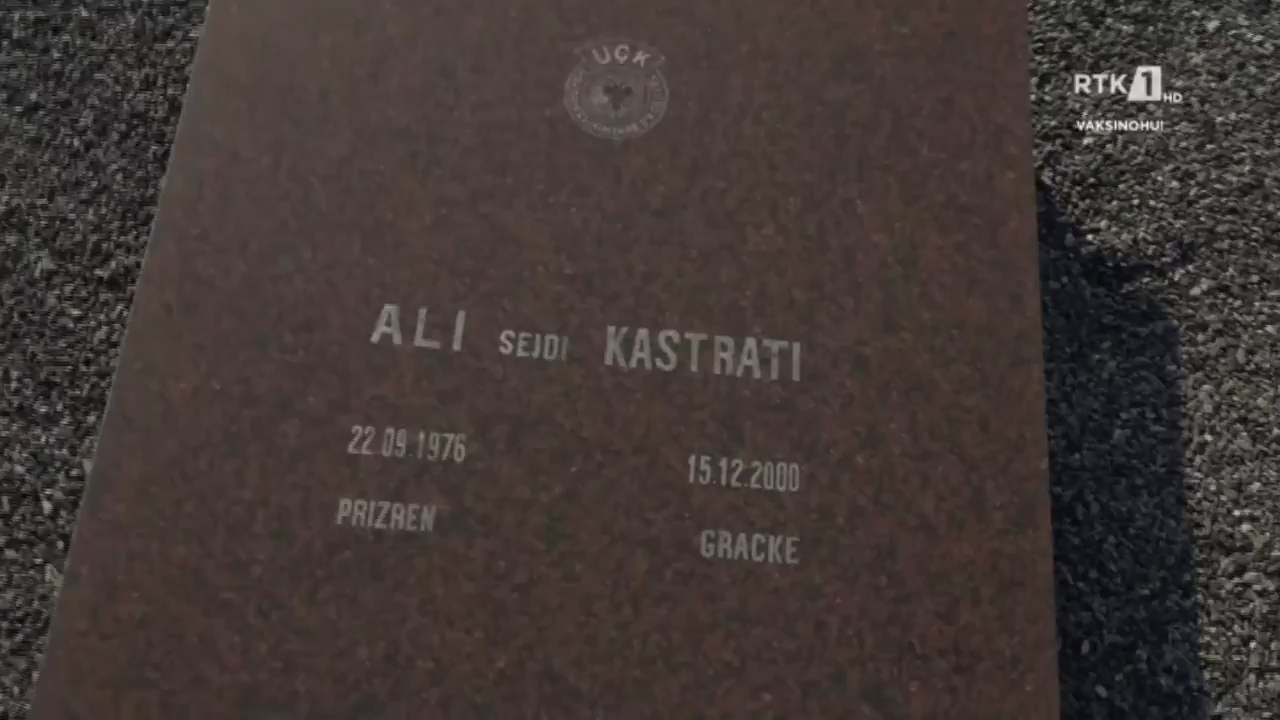 UÇK
RTK 1 HD
VAKSINOHU!
ALI SEJDI KASTRATI
22.09.1976
15.12.2000
PRIZREN
GRACKE